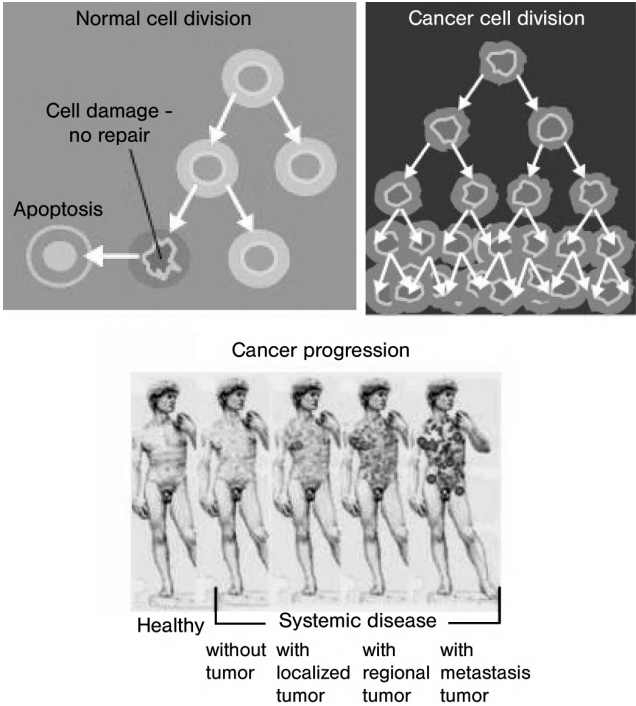 Normal cell division
Cancer cell division
Cell damage -
no repair
Apoptosis
Cancer progression
Healthy
Systemic disease
without
tumor
with
localized
tumor
with
regional
tumor
with
metastasis
tumor